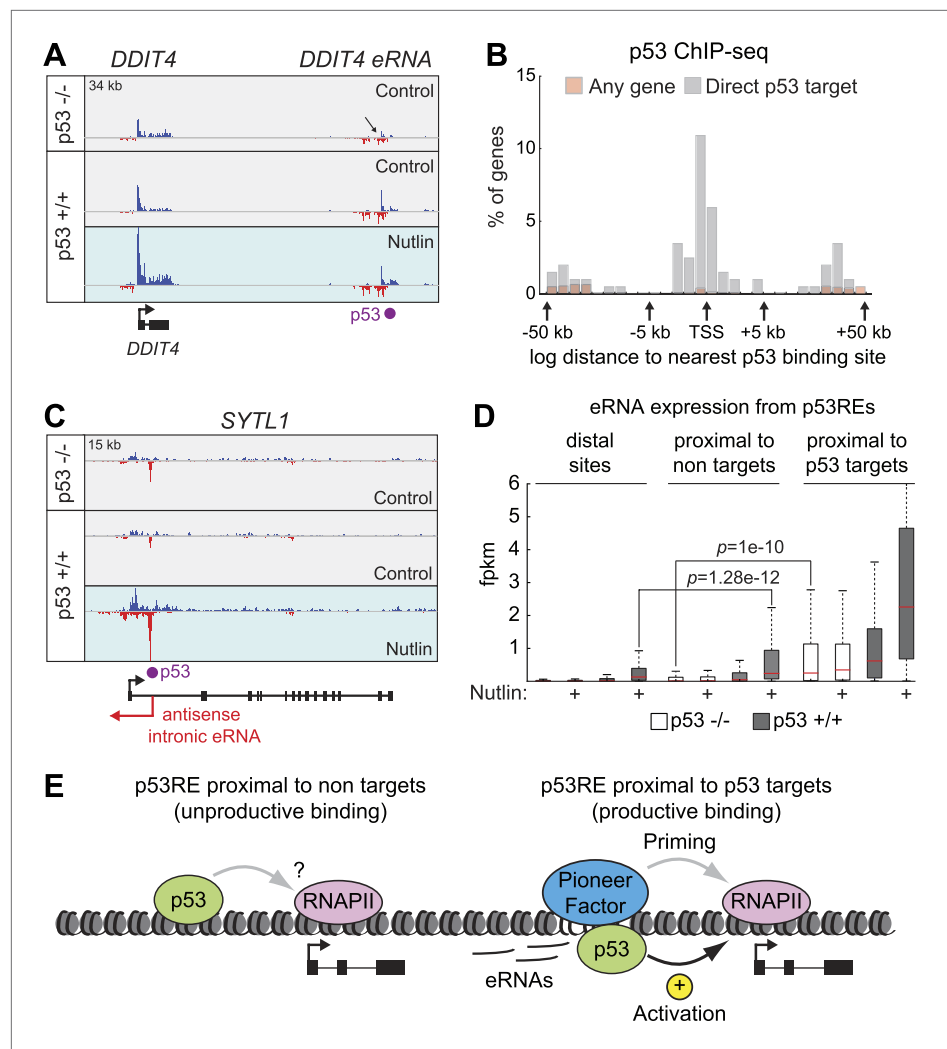 A
DDIT4
DDIT4 eRNA
34 kb
Control
p53 -/-
Control
p53 +/+
Nutlin
p53
DDIT4
B
p53 ChIP-seq
Any gene
Direct p53 target
% of genes
15
10
5
0
-50 kb
-5 kb
TSS
+5 kb
+50 kb
log distance to nearest p53 binding site
C
SYTL1
15 kb
p53 -/-
Control
p53 +/+
Control
Nutlin
p53
antisense
intronic eRNA
D
eRNA expression from p53REs
distal
sites
proximal to
non targets
proximal to
p53 targets
fpkm
6
5
4
3
2
1
p=1e-10
p=1.28e-12
Nutlin: + + + + + +
p53 -/-
p53 +/+
E
p53RE proximal to non targets
(unproductive binding)
p53
?
RNAPII
p53RE proximal to p53 targets
(productive binding)
Priming
Pioneer
Factor
RNAPII
p53
eRNAs
+
Activation